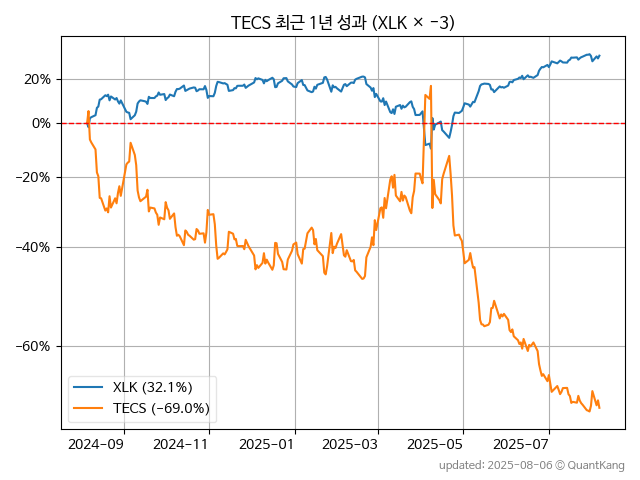 TECS 최근 1년 성과 (XLK × −3)
20%
0%
−20%
−40%
−60%
XLK (32.1%)
TECS (−69.0%)
2024-09 2024-11 2025-01 2025-03 2025-05 2025-07
updated: 2025-08-06 © QuantKang